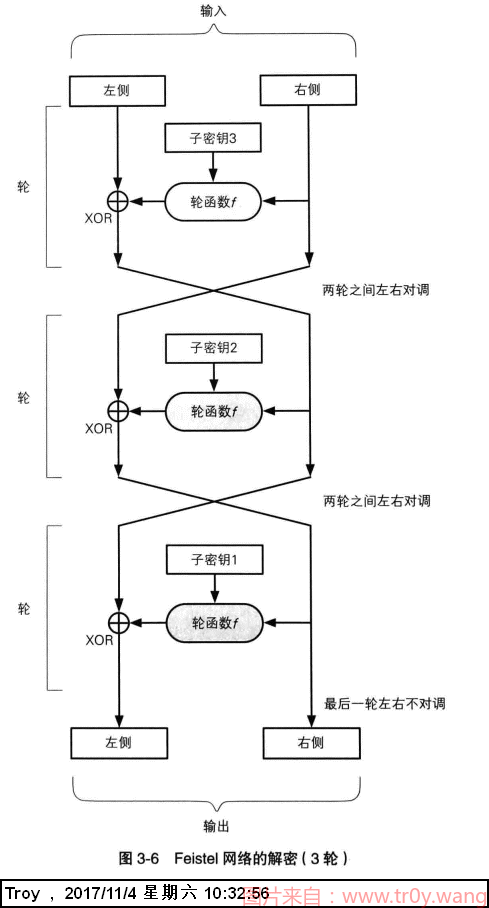 输入
左侧
右侧
子密钥3
轮
轮函数f
XOR
两轮之间左右对调
子密钥2
轮
轮函数f
XOR
两轮之间左右对调
子密钥1
轮
轮函数f
XOR
最后一轮左右不对调
左侧
右侧
输出
图 3-6 Feistel 网络的解密（3 轮）
Troy , 2017/11/4 星期六 10:32:56
图片来自：www.tr0y.wang